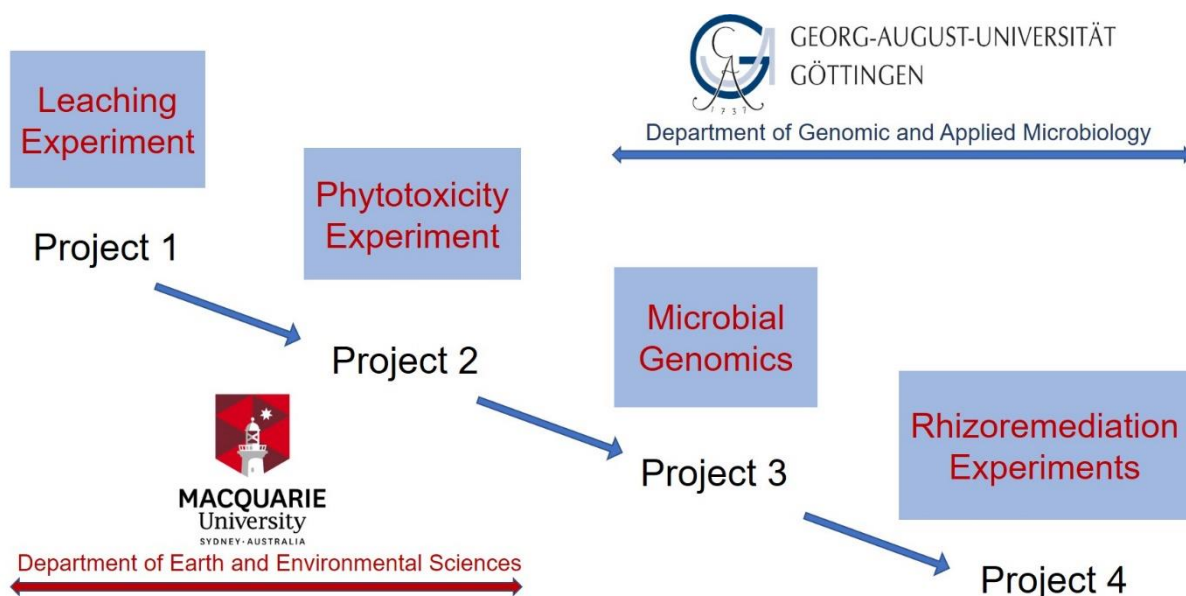 Leaching
Experiment
Project 1
Phytotoxicity
Experiment
Project 2
Microbial
Genomics
Project 3
Rhizoremediation
Experiments
Project 4
GEORG-AUGUST-UNIVERSITÄT
GÖTTINGEN
1737
Department of Genomic and Applied Microbiology
MACQUARIE
University
SYDNEY·AUSTRALIA
Department of Earth and Environmental Sciences